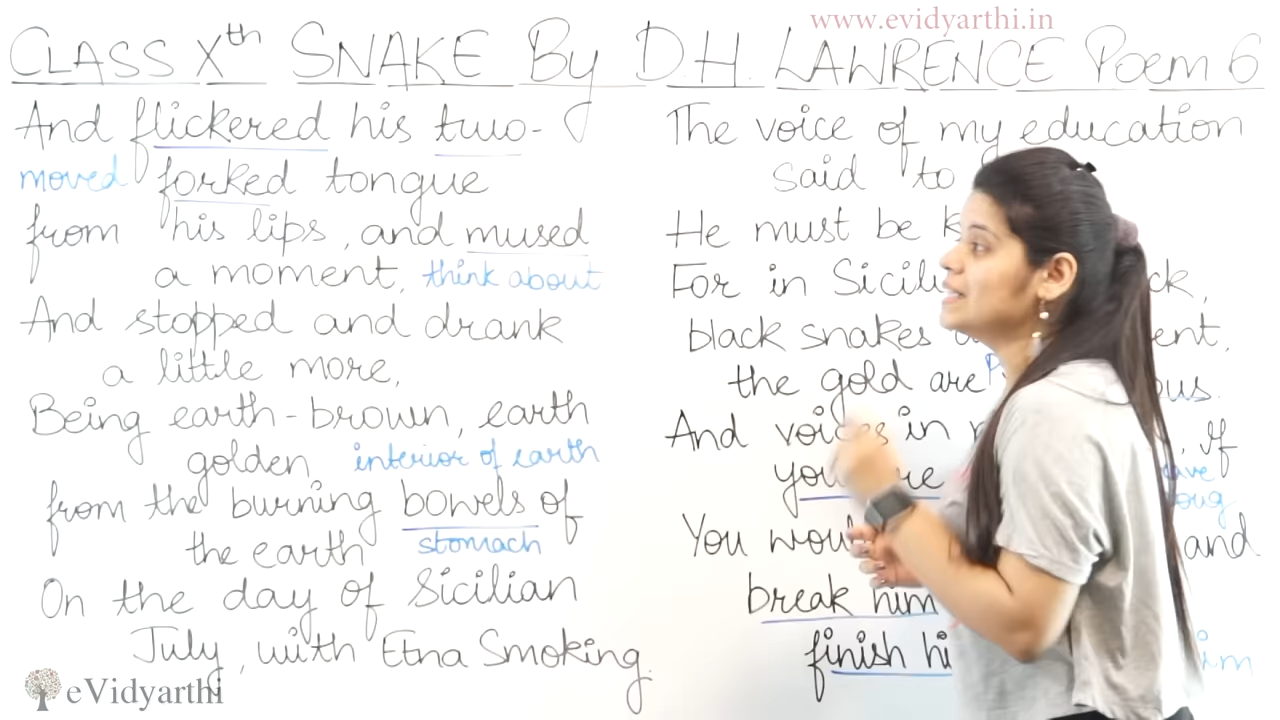 www.evidyarthi.in
CLASS Xth SNAKE By D.H. LAWRENCE Poem 6
And flickered his two-
moved forked tongue
from his lips, and mused
a moment, think about
And stopped and drank
a little more,
Being earth-brown, earth
golden interior of earth
from the burning bowels of
the earth stomach
On the day of Sicilian
July, with Etna Smoking.
The voice of my education
said to
He must be
For in
black snakes
the gold are
And voices in if
you
You and
break him
finish
eVidyarthi